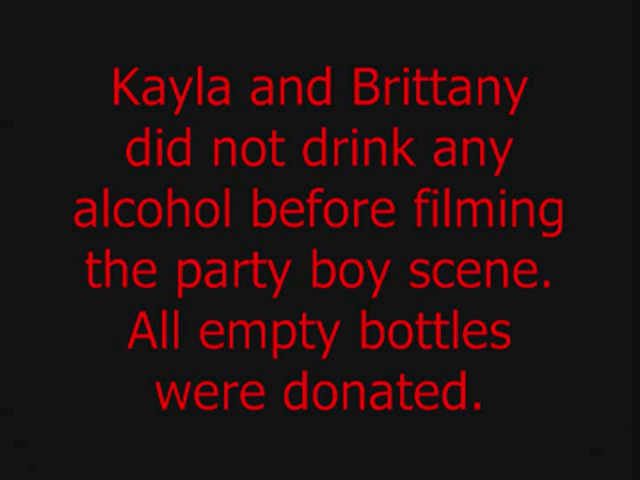 Kayla and Brittany
did not drink any
alcohol before filming
the party boy scene.
All empty bottles
were donated.